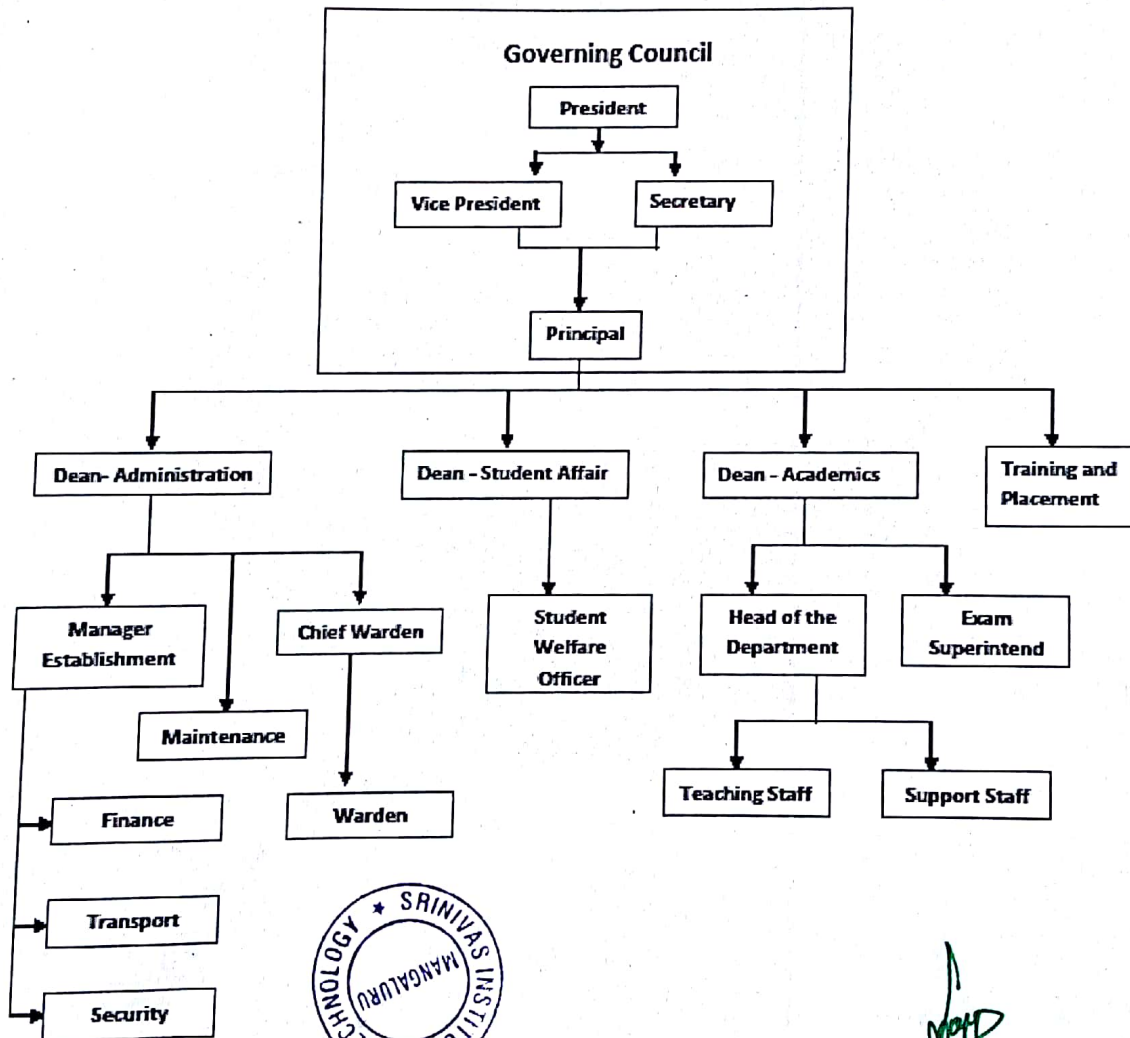 Governing Council
President
Vice President
Secretary
Principal
Dean- Administration
Dean - Student Affair
Dean - Academics
Training and
Placement
Manager
Establishment
Chief Warden
Student
Welfare
Officer
Head of the
Department
Exam
Superintend
Maintenance
Warden
Teaching Staff
Support Staff
Finance
Transport
Security
SRINIVAS
MANGALURU